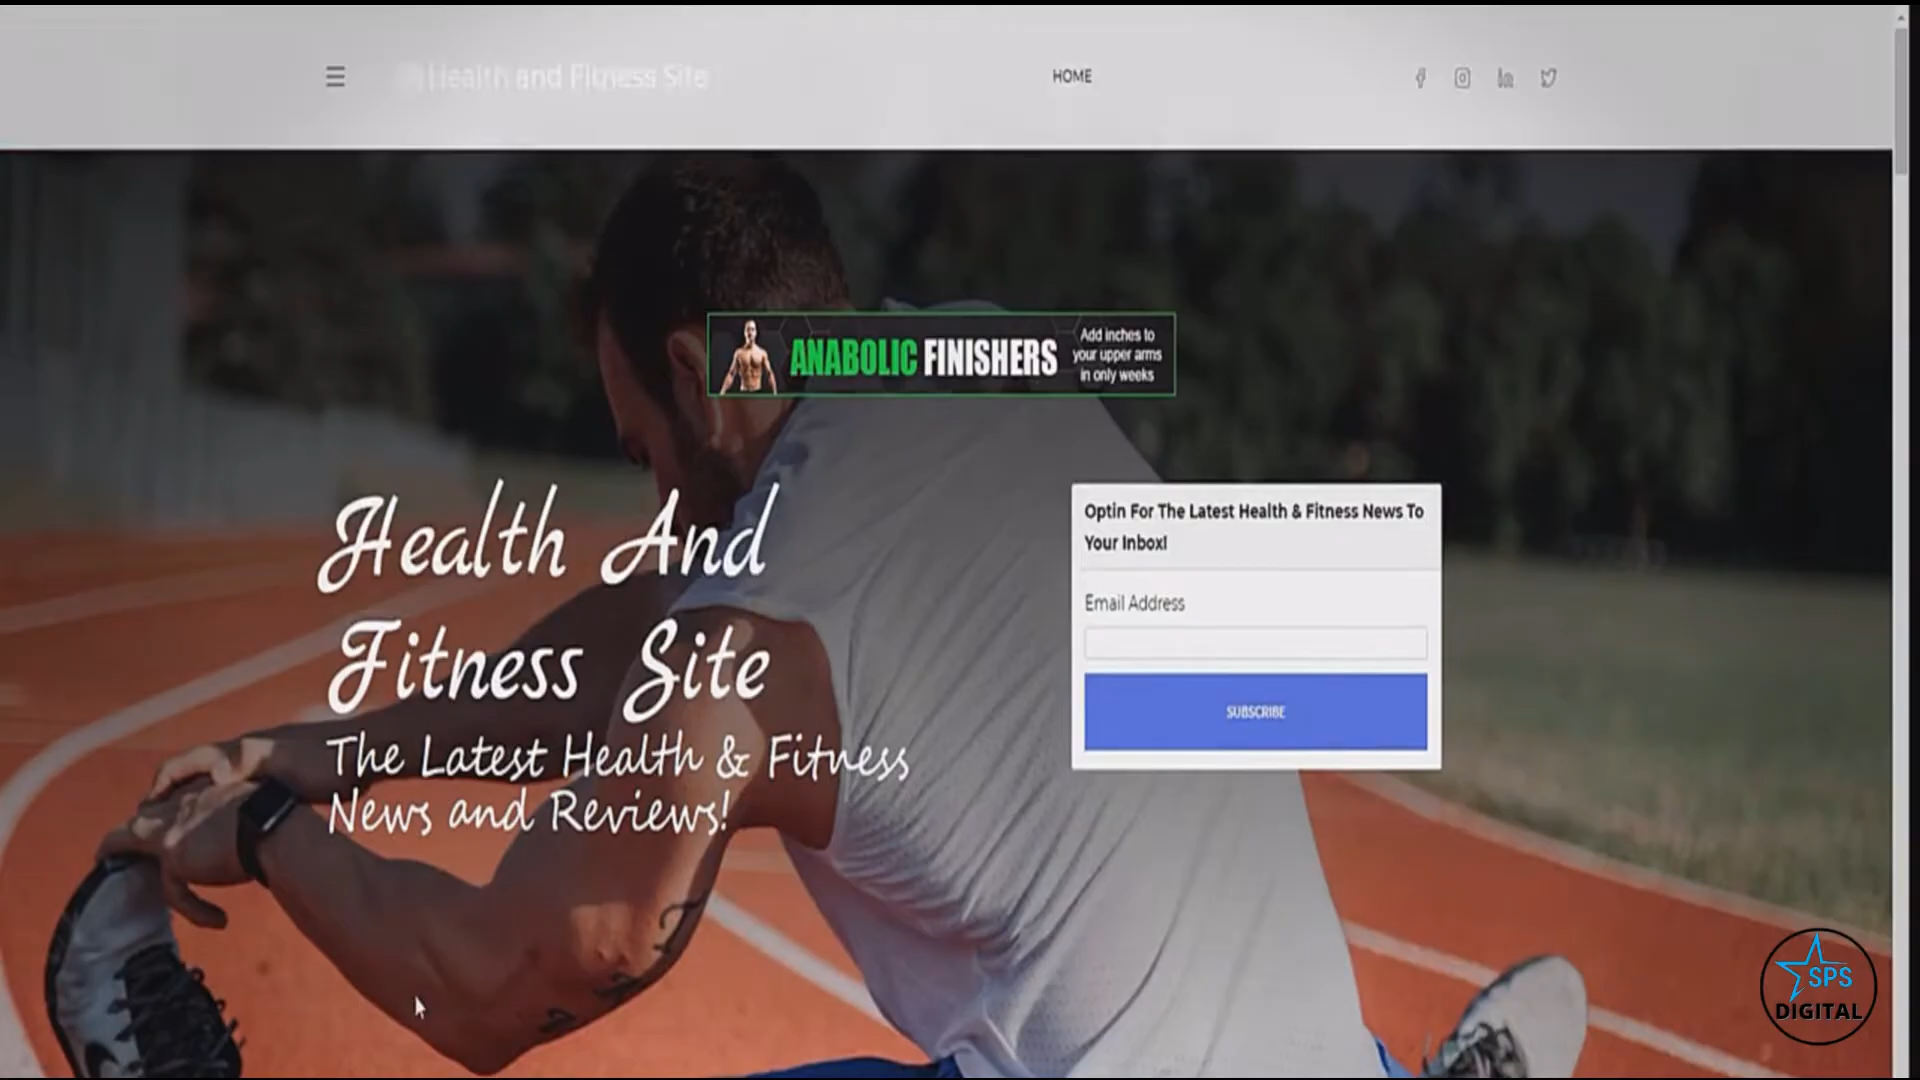 Health and Fitness Site
HOME
ANABOLIC FINISHERS
Add inches to
your upper arms
in only weeks
Health And
Fitness Site
The Latest Health & Fitness
News and Reviews!
Optin For The Latest Health & Fitness News To
Your Inbox!
Email Address
SUBSCRIBE
SPS
DIGITAL